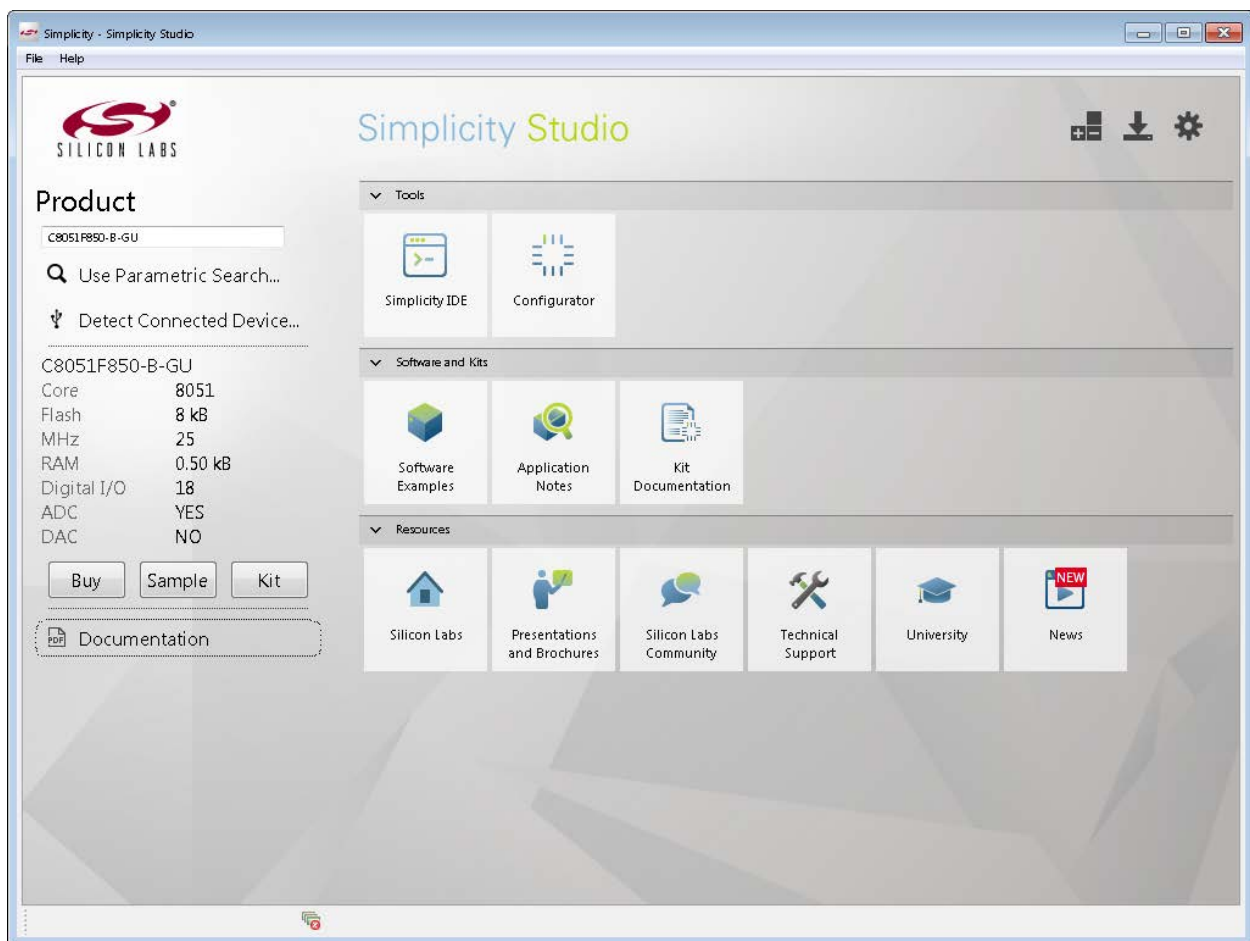 Simplicity - Simplicity Studio
File Help
SILICON LABS
Simplicity Studio
Product
C8051F850-B-GU
Use Parametric Search...
Detect Connected Device...
C8051F850-B-GU
Core 8051
Flash 8 kB
MHz 25
RAM 0.50 kB
Digital I/O 18
ADC YES
DAC NO
Buy Sample Kit
PDF Documentation
Tools
Simplicity IDE
Configurator
Software and Kits
Software
Examples
Application
Notes
Kit
Documentation
Resources
Silicon Labs
Presentations
and Brochures
Silicon Labs
Community
Technical
Support
University
NEW
News